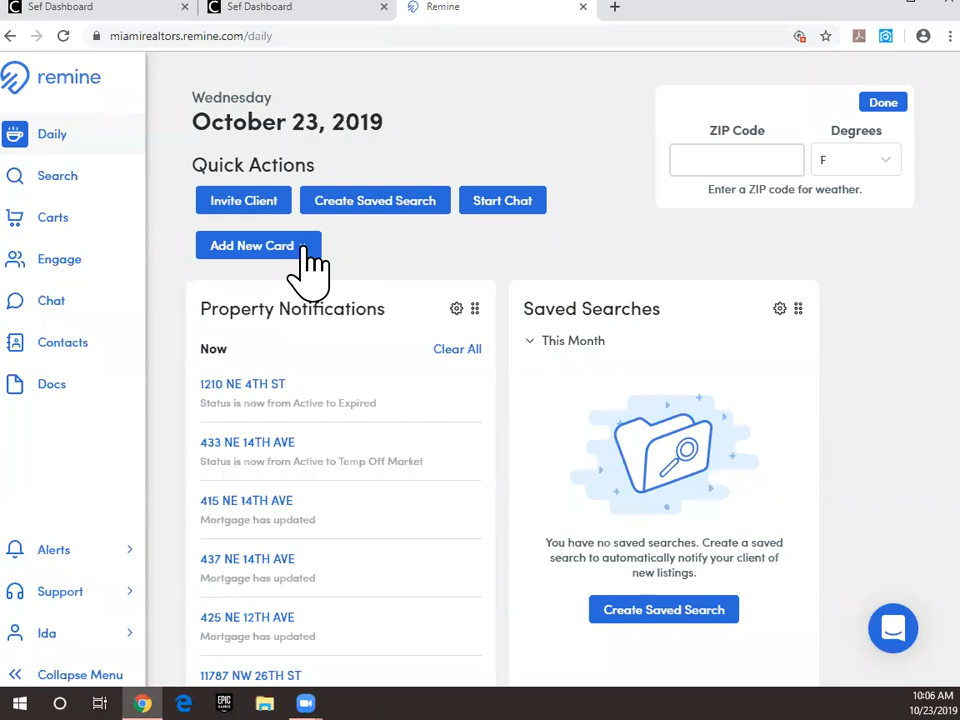 Sef Dashboard
Sef Dashboard
Remine
miamirealtors.remine.com/daily
remine
Daily
Search
Carts
Engage
Chat
Contacts
Docs
Alerts
Support
Ida
Collapse Menu
Wednesday
October 23, 2019
Quick Actions
Invite Client
Create Saved Search
Start Chat
Add New Card
Done
ZIP Code
Degrees
F
Enter a ZIP code for weather.
Property Notifications
Now
Clear All
1210 NE 4TH ST
Status is now from Active to Expired
433 NE 14TH AVE
Status is now from Active to Temp Off Market
415 NE 14TH AVE
Mortgage has updated
437 NE 14TH AVE
Mortgage has updated
425 NE 12TH AVE
Mortgage has updated
11787 NW 26TH ST
Saved Searches
This Month
You have no saved searches. Create a saved
search to automatically notify your client of
new listings.
Create Saved Search
EPIC
GAMES
10:06 AM
10/23/2019